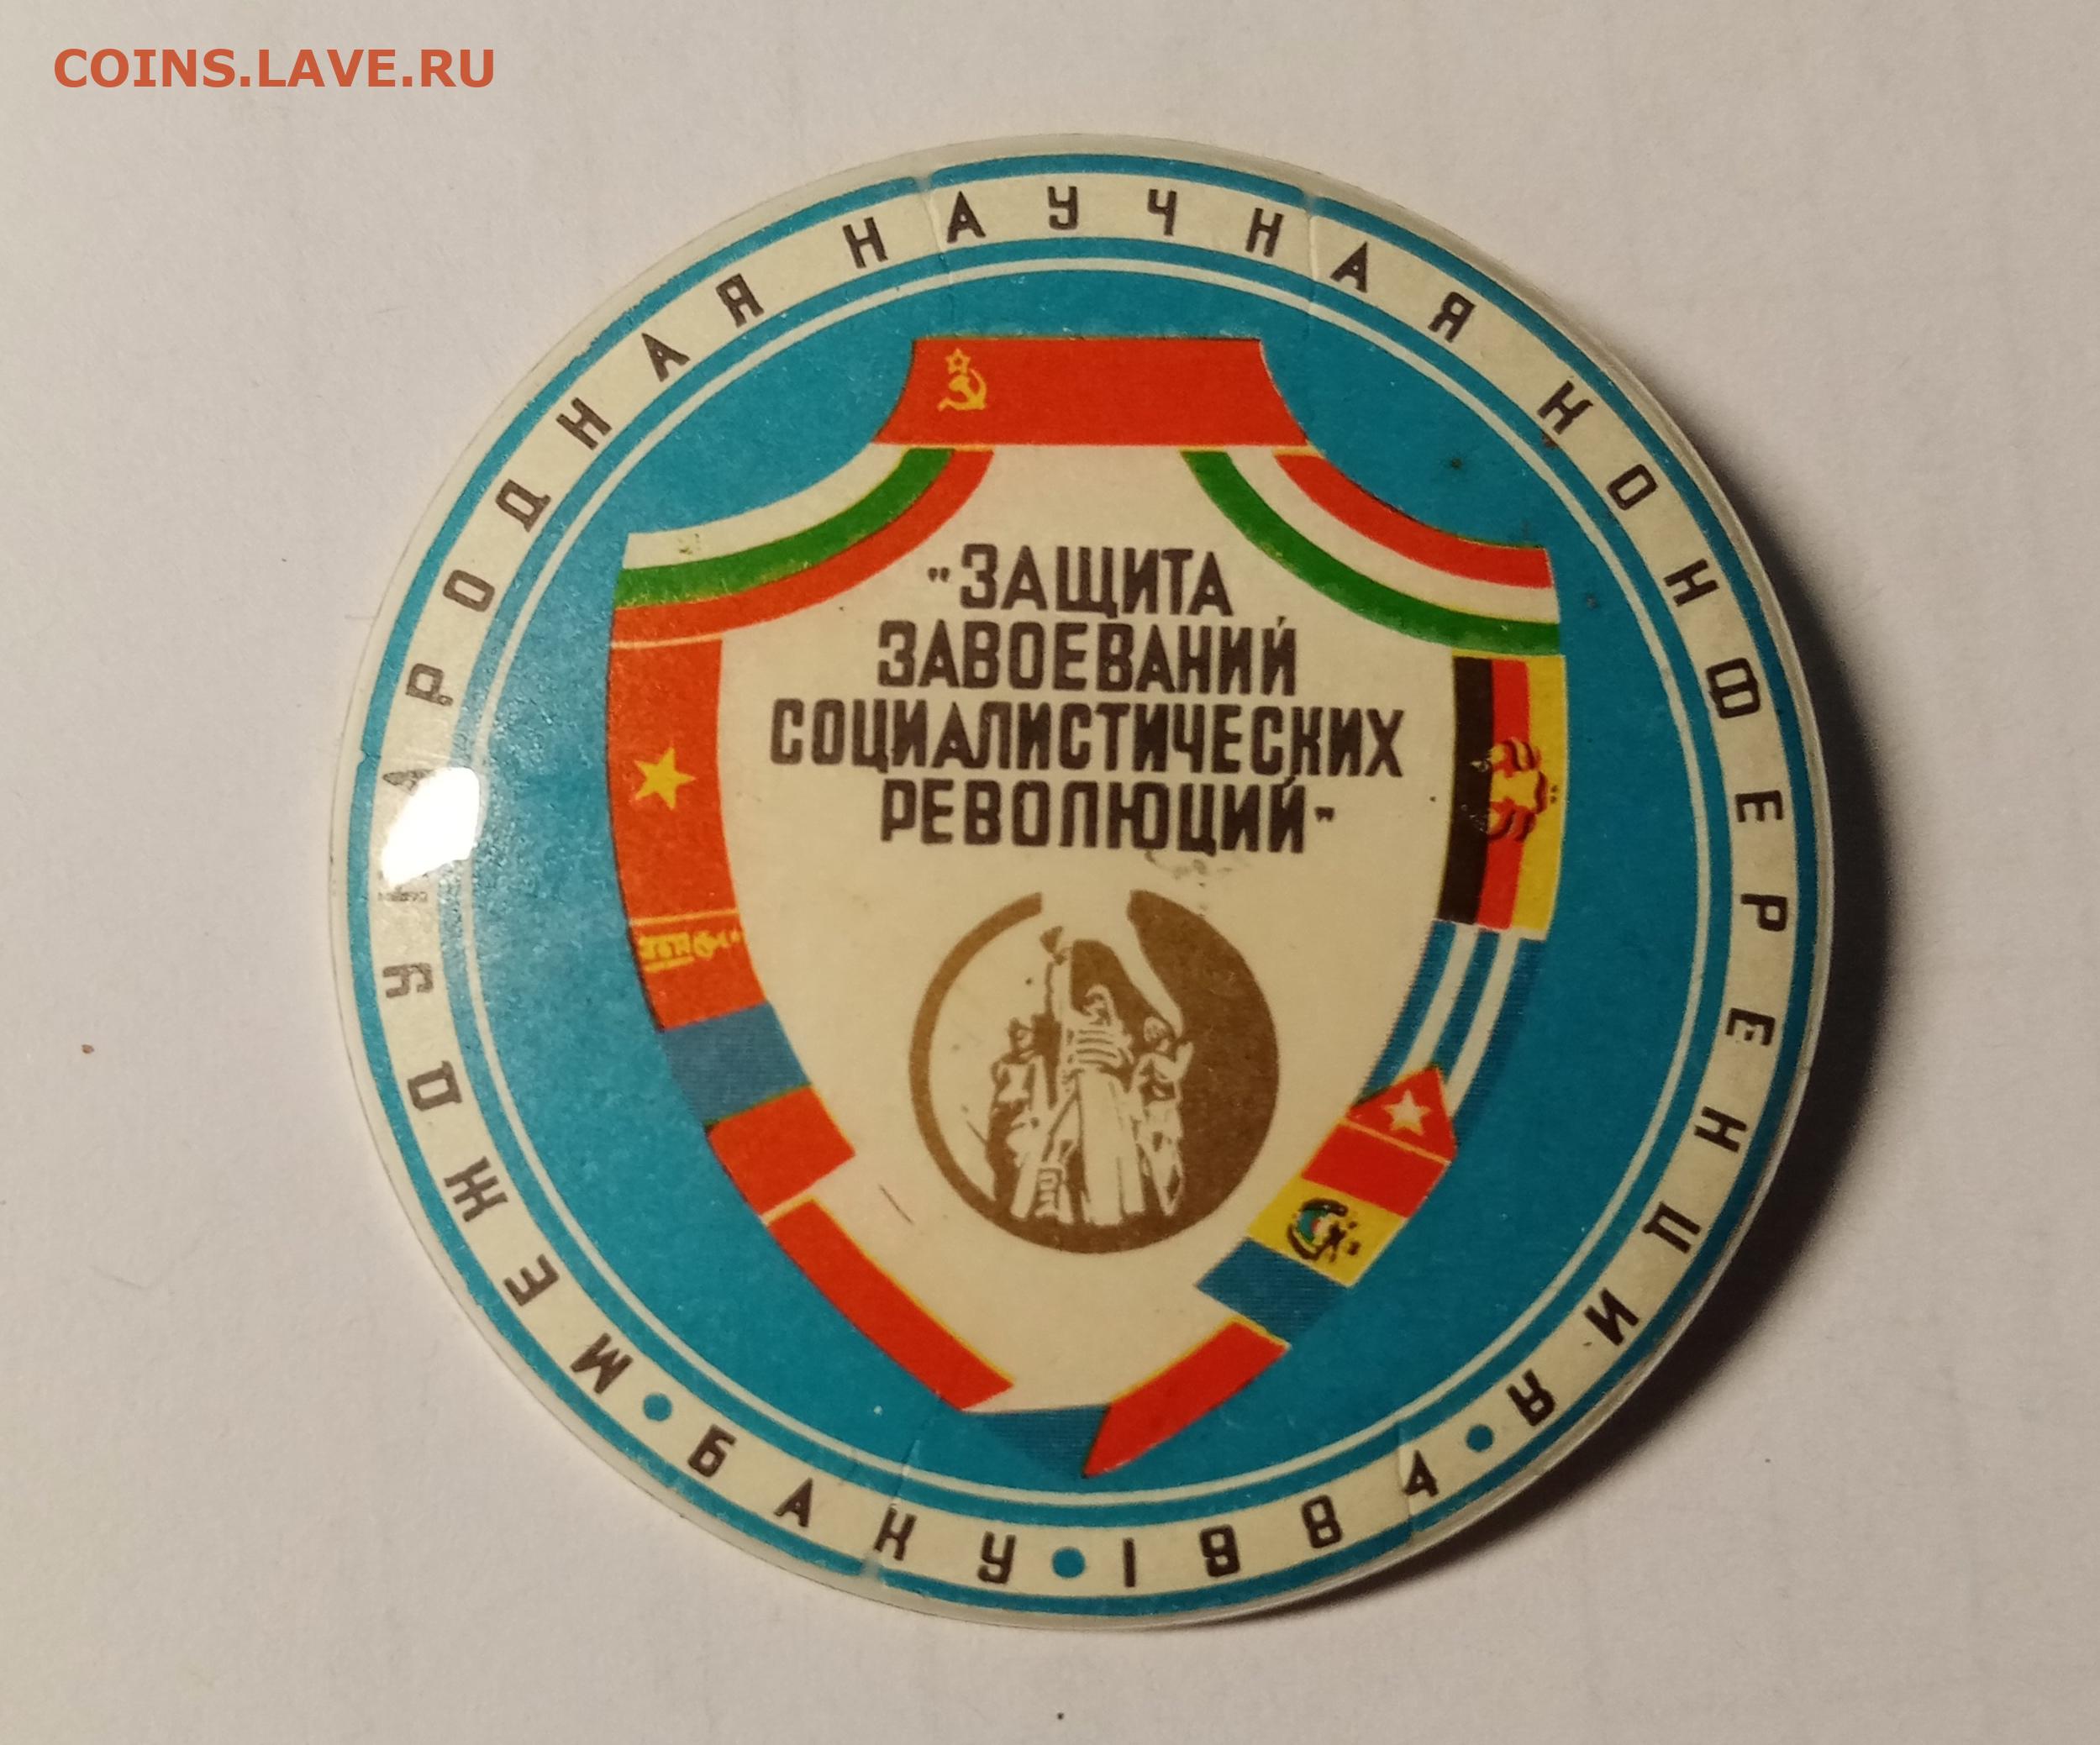 COINS.LAVE.RU
МЕЖДУНАРОДНАЯ НАУЧНАЯ КОНФЕРЕНЦИЯ
"ЗАЩИТА
ЗАВОЕВАНИЙ
СОЦИАЛИСТИЧЕСКИХ
РЕВОЛЮЦИЙ"
• БАКУ • 1984 •